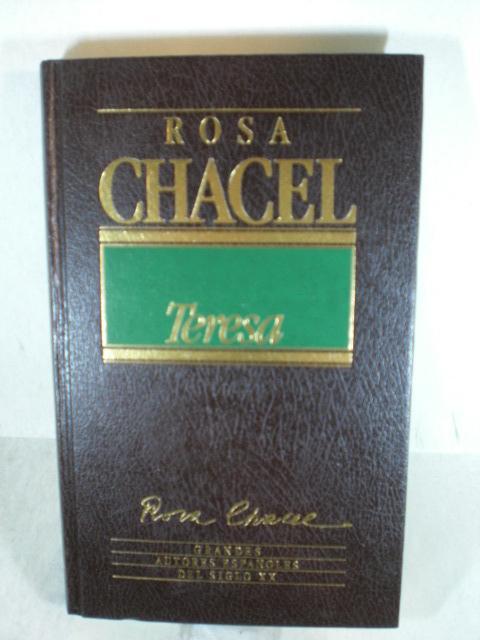 ROSA
CHACEL
Teresa
Rosa Chacel
GRANDES
AUTORES ESPAÑOLES
DEL SIGLO XX